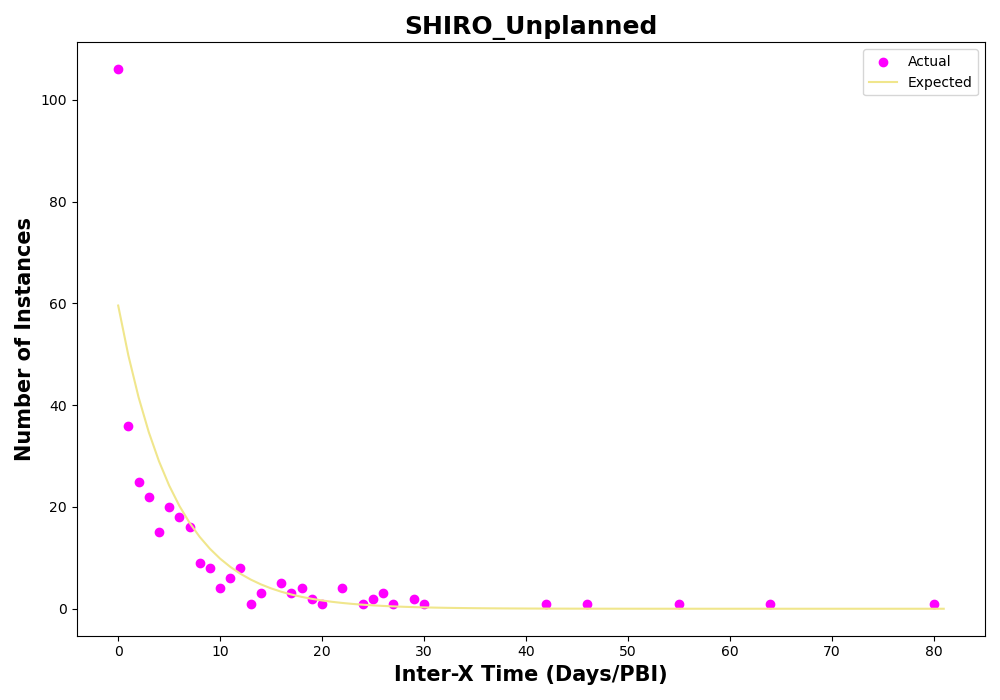 SHIRO_Unplanned
Actual
Expected
Number of Instances
100
80
60
40
20
0
0 10 20 30 40 50 60 70 80
Inter-X Time (Days/PBI)